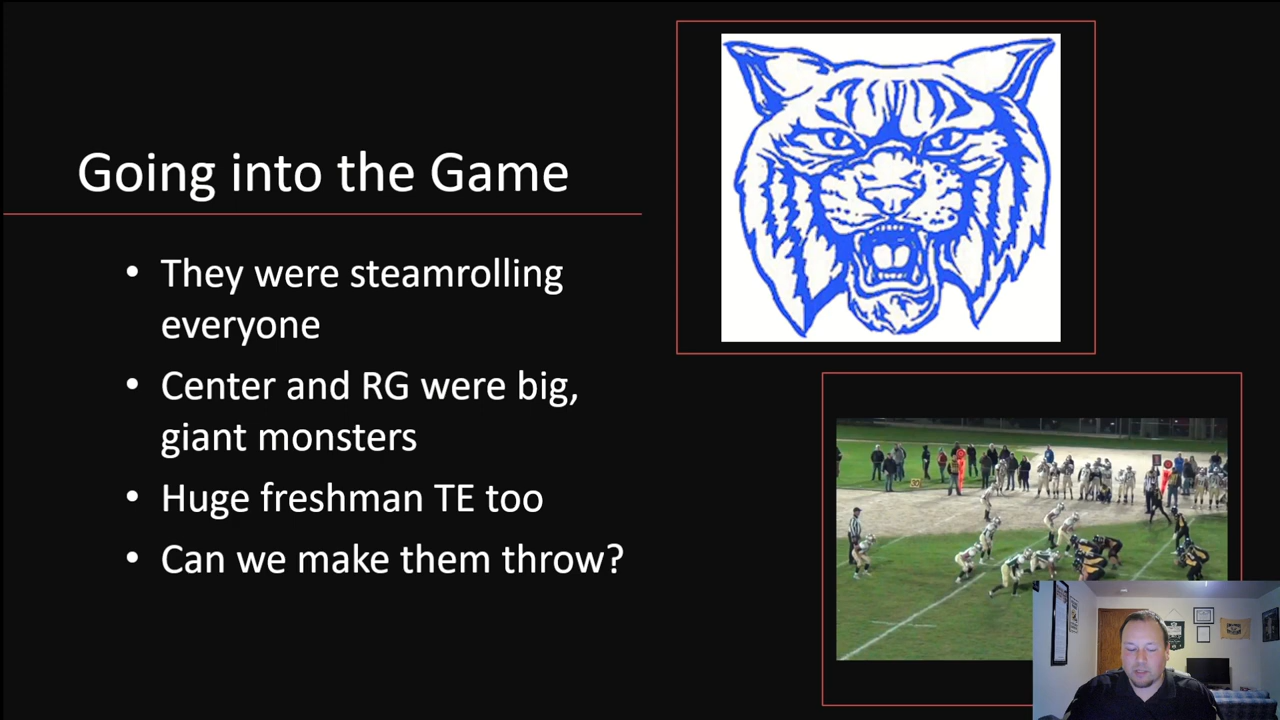 Going into the Game
• They were steamrolling
everyone
• Center and RG were big,
giant monsters
• Huge freshman TE too
• Can we make them throw?